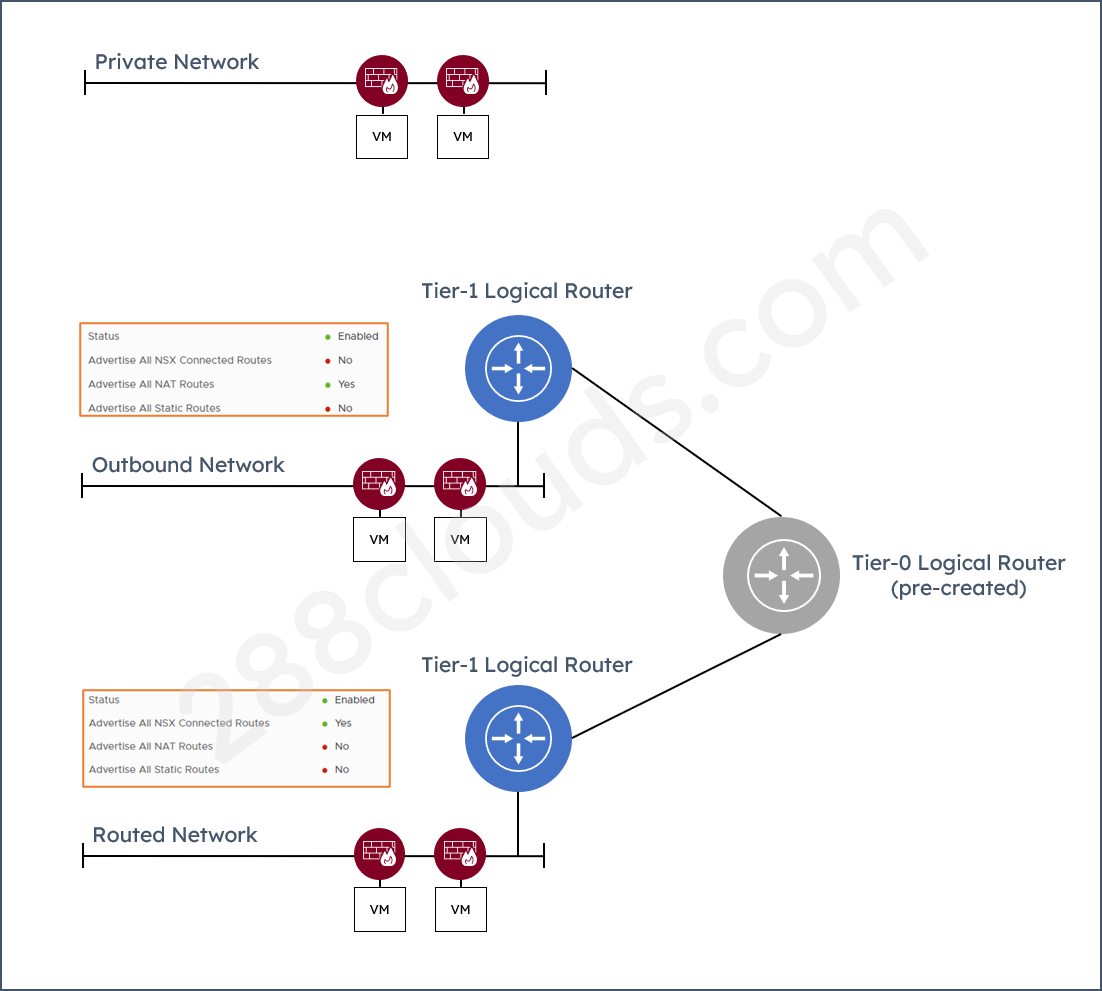 Private Network
VM VM
Tier-1 Logical Router
Status Enabled
Advertise All NSX Connected Routes No
Advertise All NAT Routes Yes
Advertise All Static Routes No
Outbound Network
VM VM
Tier-0 Logical Router
(pre-created)
Tier-1 Logical Router
Status Enabled
Advertise All NSX Connected Routes Yes
Advertise All NAT Routes No
Advertise All Static Routes No
Routed Network
VM VM
288clouds.com